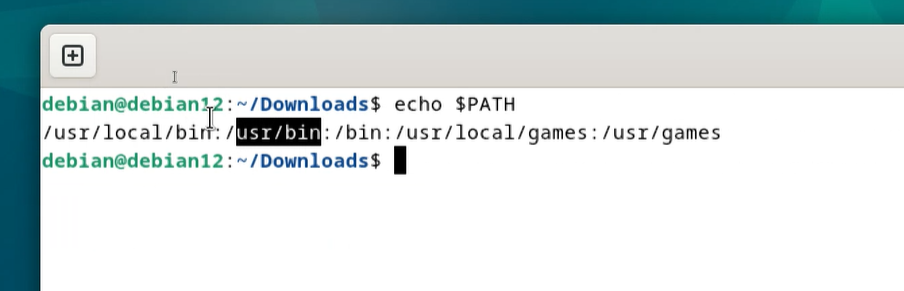 debian@debian12:~/Downloads$ echo $PATH
/usr/local/bin:/usr/bin:/bin:/usr/local/games:/usr/games
debian@debian12:~/Downloads$